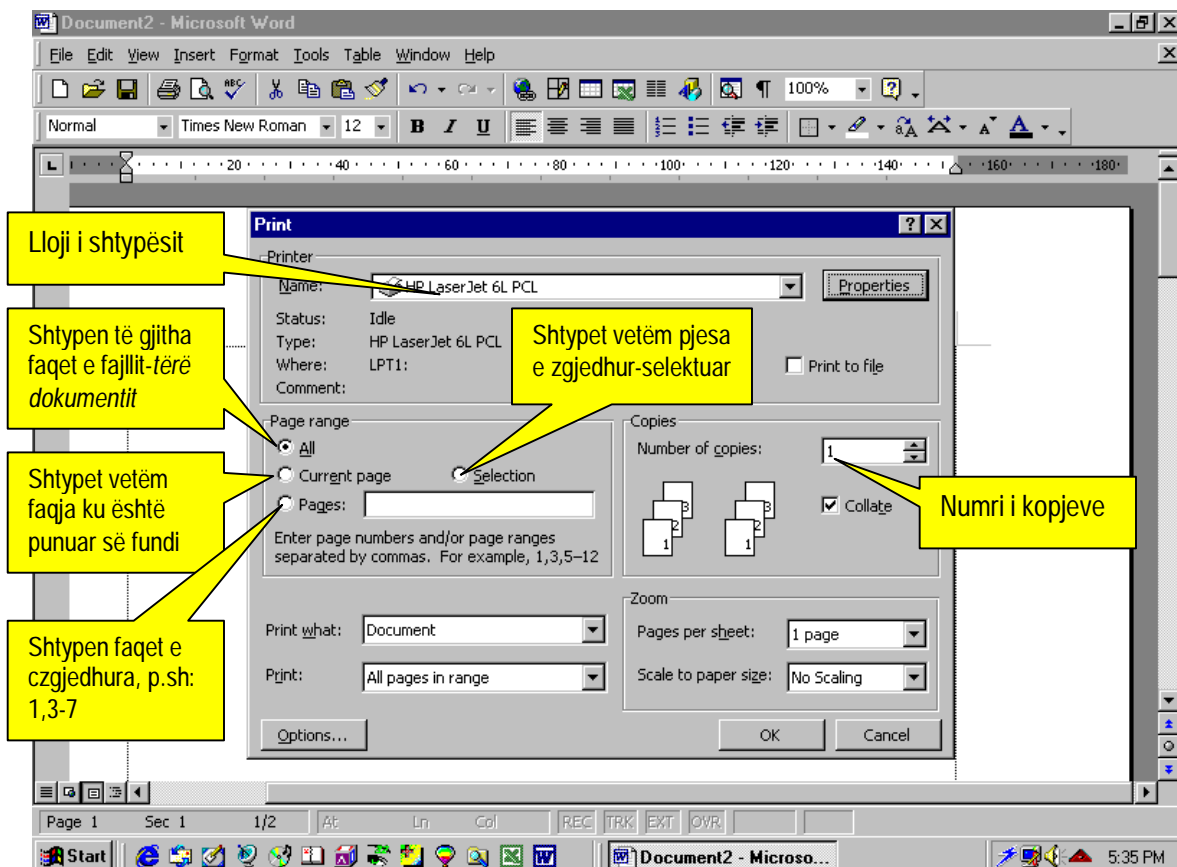 Document2 - Microsoft Word
File Edit View Insert Format Tools Table Window Help
100%
Normal Times New Roman 12 B I U
20 40 60 80 100 120 140 160 180
Lloji i shtypësit
Shtypen të gjitha
faqet e fajllit-tërë
dokumentit
Shtypet vetëm
faqja ku është
punuar së fundi
Shtypen faqet e
czgjedhura, p.sh:
1,3-7
Shtypet vetëm pjesa
e zgjedhur-selektuar
Numri i kopjeve
Print
Printer
Name: HP LaserJet 6L PCL Properties
Status: Idle
Type: HP LaserJet 6L PCL
Where: LPT1: Print to file
Comment:
Page range
All
Current page Selection
Pages:
Enter page numbers and/or page ranges
separated by commas. For example, 1,3,5–12
Copies
Number of copies: 1
1 2 3 1 2 3
Collate
Print what: Document
Print: All pages in range
Zoom
Pages per sheet: 1 page
Scale to paper size: No Scaling
Options... OK Cancel
Page 1 Sec 1 1/2 At Ln Col REC TRK EXT OVR
Start Document2 - Microso... 5:35 PM